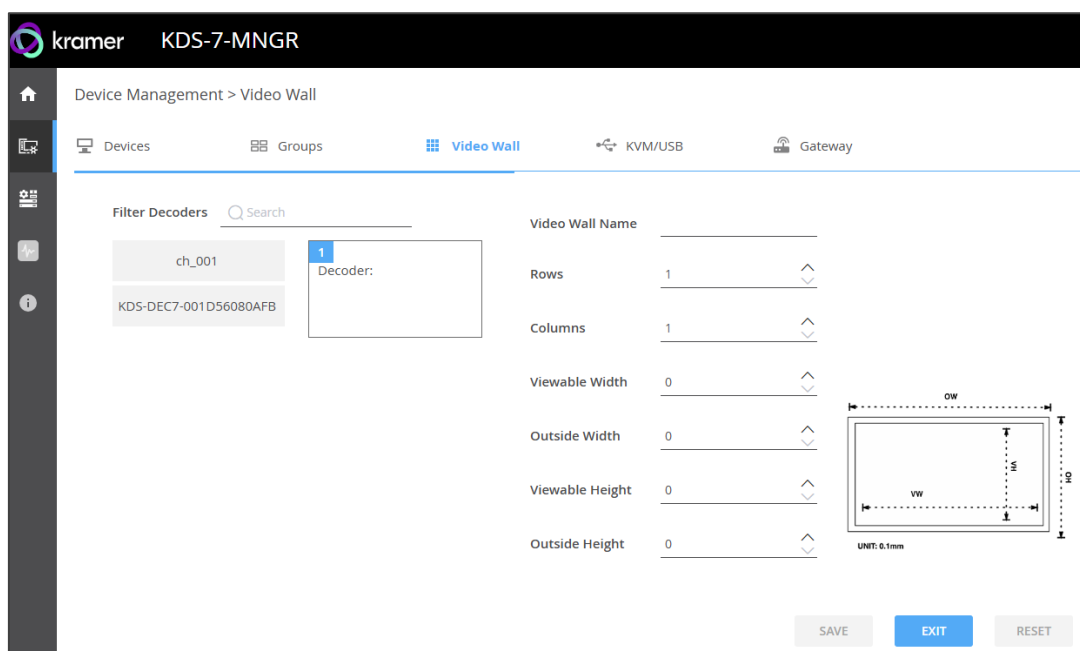 kramer KDS-7-MNGR
Device Management > Video Wall
Devices Groups Video Wall KVM/USB Gateway
Filter Decoders Search
ch_001
KDS-DEC7-001D56080AFB
1
Decoder:
Video Wall Name
Rows 1
Columns 1
Viewable Width 0
Outside Width 0
Viewable Height 0
Outside Height 0
OW
VH
OH
VW
UNIT: 0.1mm
SAVE EXIT RESET